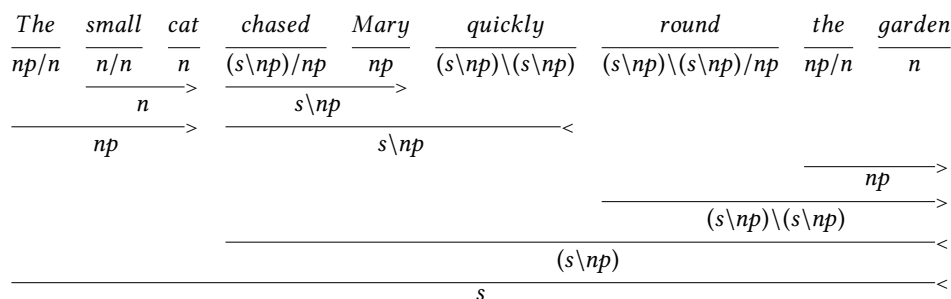 The small cat chased Mary quickly round the garden
np/n n/n n (s\np)/np np (s\np)\(s\np) (s\np)\(s\np)/np np/n n
> >
n s\np
> <
np s\np
>
np
>
(s\np)\(s\np)
<
(s\np)
<
s